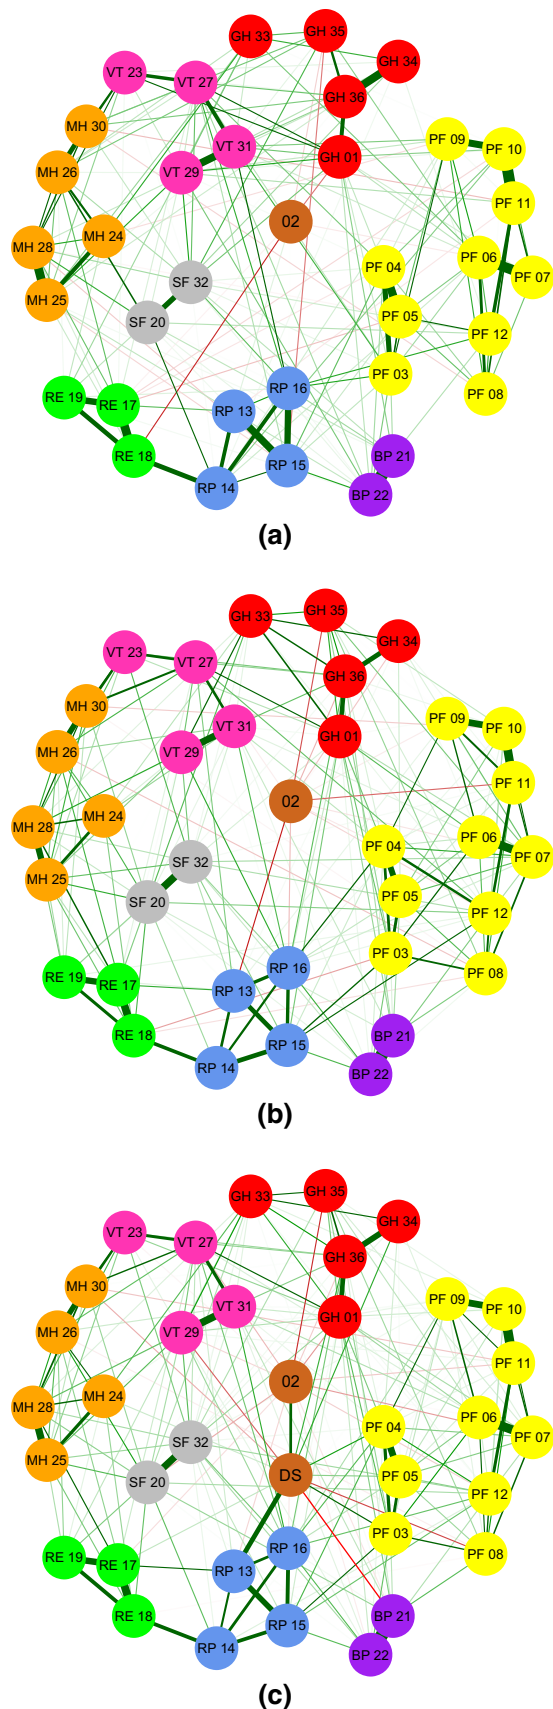 GH 33
GH 35
GH 34
VT 23
VT 27
GH 36
MH 30
PF 09
PF 10
VT 31
GH 01
MH 26
VT 29
PF 11
02
MH 24
MH 28
PF 06
PF 04
PF 07
SF 32
MH 25
PF 05
SF 20
PF 12
PF 03
RP 16
PF 08
RE 19
RE 17
RP 13
RE 18
BP 21
RP 15
RP 14
BP 22
(a)
GH 33
GH 35
GH 34
VT 23
VT 27
GH 36
MH 30
PF 09
PF 10
VT 31
GH 01
MH 26
VT 29
PF 11
02
MH 24
MH 28
PF 06
PF 04
PF 07
SF 32
MH 25
PF 05
SF 20
PF 12
PF 03
RP 16
PF 08
RE 19
RE 17
RP 13
RE 18
BP 21
RP 15
RP 14
BP 22
(b)
GH 33
GH 35
GH 34
VT 23
VT 27
GH 36
MH 30
PF 09
PF 10
VT 31
GH 01
MH 26
VT 29
PF 11
02
MH 24
MH 28
PF 06
PF 04
PF 07
SF 32
MH 25
DS
PF 05
SF 20
PF 12
PF 03
RP 16
PF 08
RE 19
RE 17
RP 13
RE 18
BP 21
RP 15
RP 14
BP 22
(c)